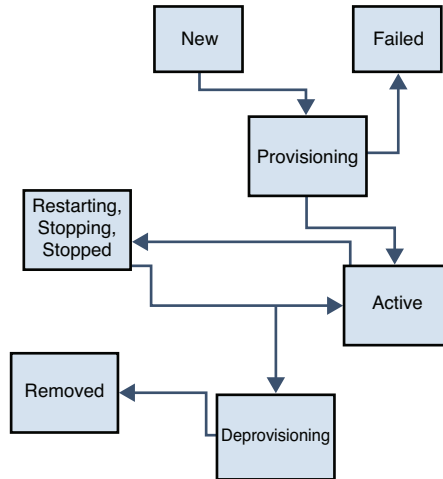 New
Failed
Provisioning
Restarting,
Stopping,
Stopped
Active
Removed
Deprovisioning